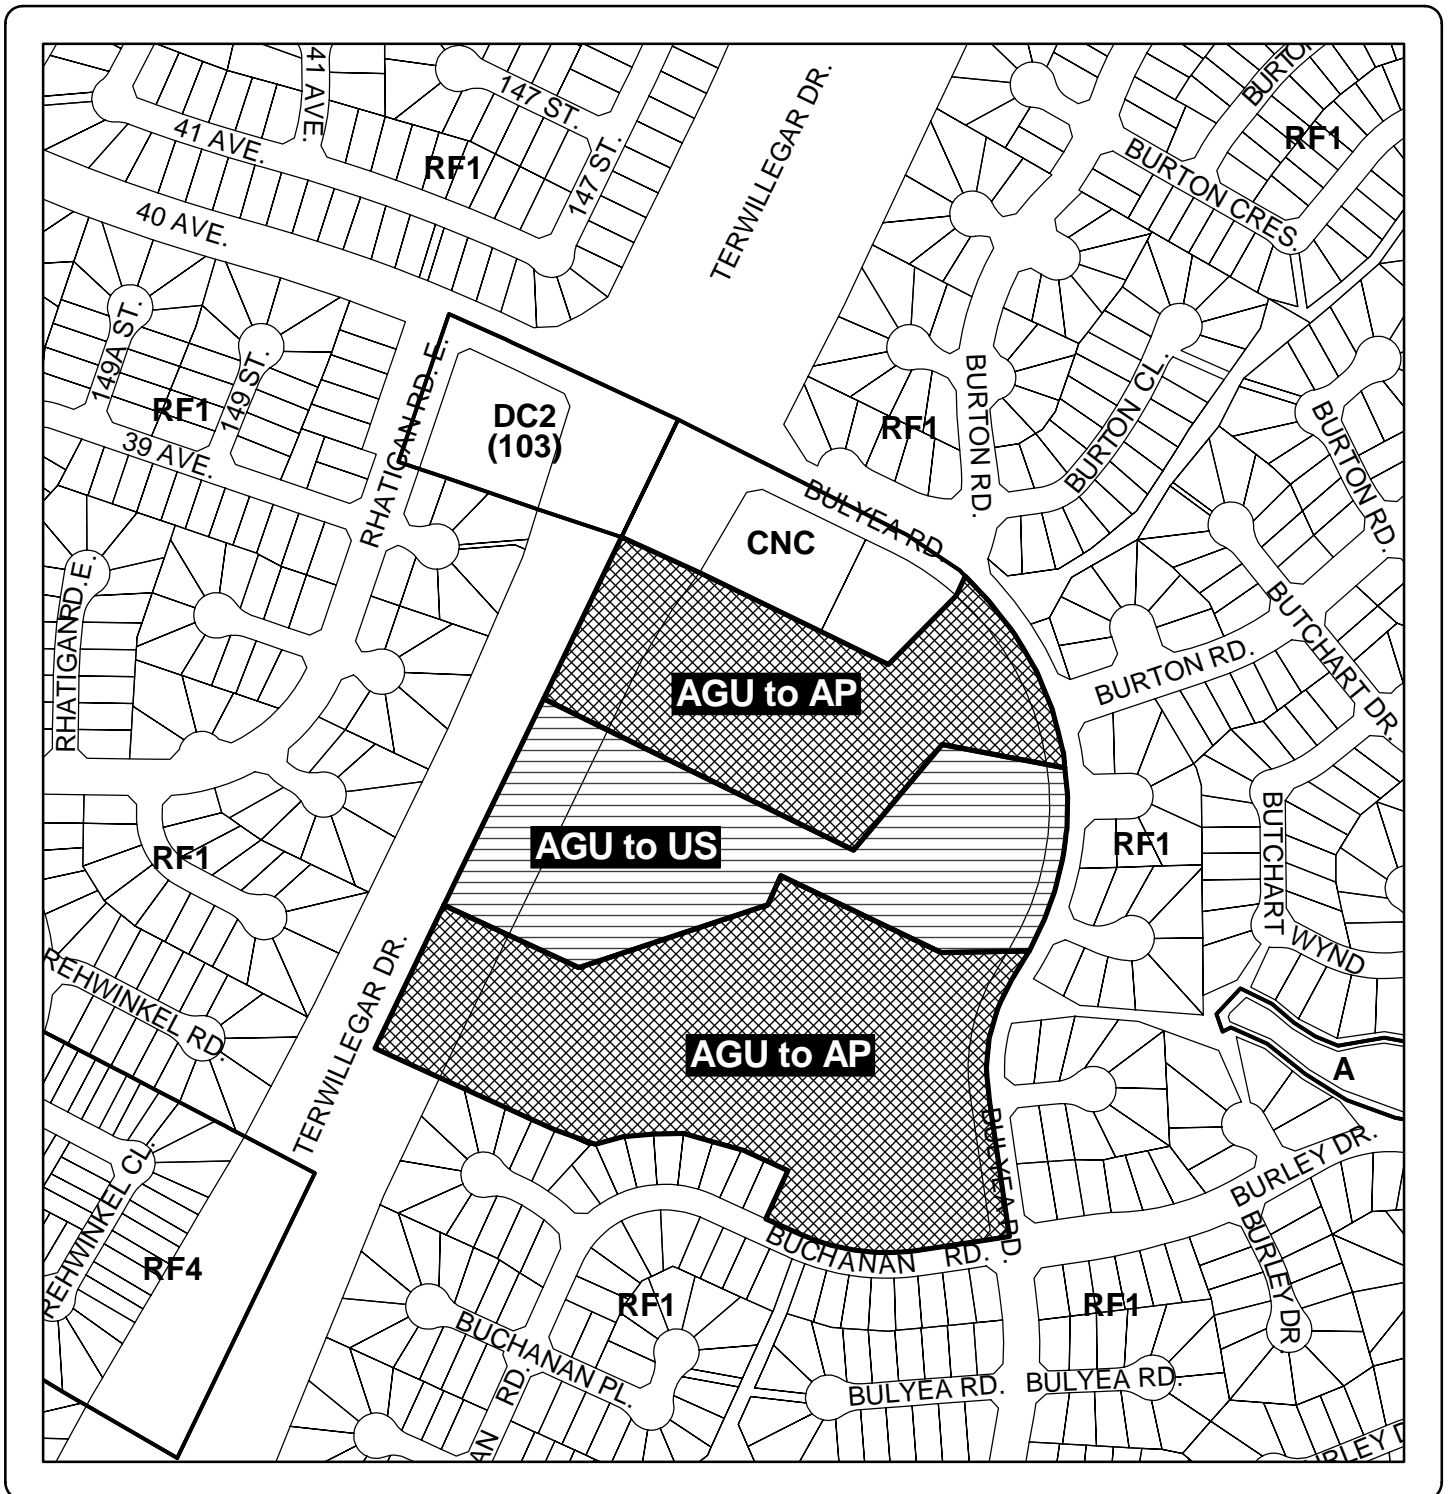 41 AVE.
147 ST.
TERWILLEGAR DR.
BURTON
41 AVE.
RF1
147 ST.
BURTON CRES.
RF1
40 AVE.
149A ST.
149 ST.
RF1
39 AVE.
RHATIGAN RD. E.
DC2
(103)
RF1
BURTON RD.
BURTON CL.
BURTON RD.
BULYEA RD.
CNC
RHATIGAN RD. E.
BUTCHART DR.
BURTON RD.
AGU to AP
AGU to US
RF1
RF1
BUTCHART
WYND
REHWINKEL RD.
TERWILLEGAR DR.
AGU to AP
A
BULYEA RD.
BURLEY DR.
REHWINKEL CL.
RF4
BUCHANAN RD.
BURLEY DR
RF1
RF1
BUCHANAN PL.
AN RD.
BULYEA RD.
BULYEA RD.
RLEY D